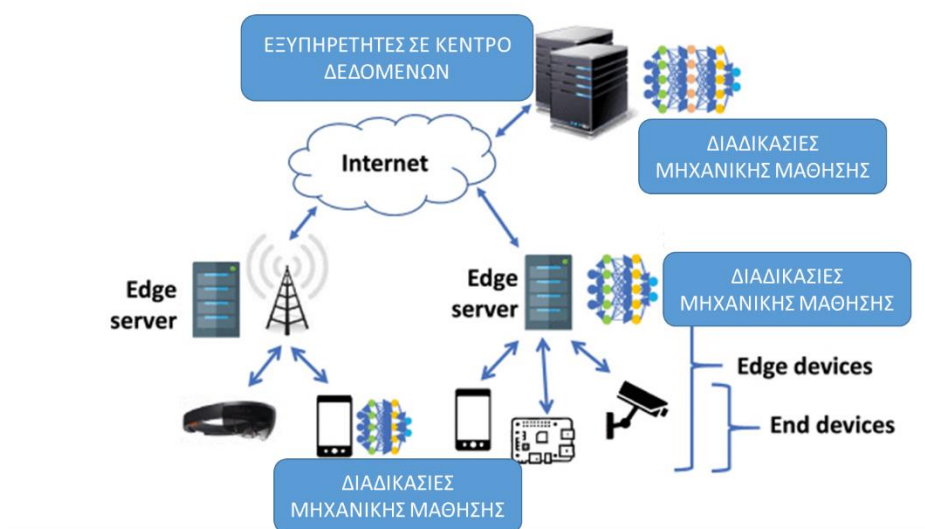 ΕΞΥΠΗΡΕΤΗΤΕΣ ΣΕ ΚΕΝΤΡΟ
ΔΕΔΟΜΕΝΩΝ
Internet
ΔΙΑΔΙΚΑΣΙΕΣ
ΜΗΧΑΝΙΚΗΣ ΜΑΘΗΣΗΣ
Edge
server
Edge
server
ΔΙΑΔΙΚΑΣΙΕΣ
ΜΗΧΑΝΙΚΗΣ ΜΑΘΗΣΗΣ
Edge devices
End devices
ΔΙΑΔΙΚΑΣΙΕΣ
ΜΗΧΑΝΙΚΗΣ ΜΑΘΗΣΗΣ